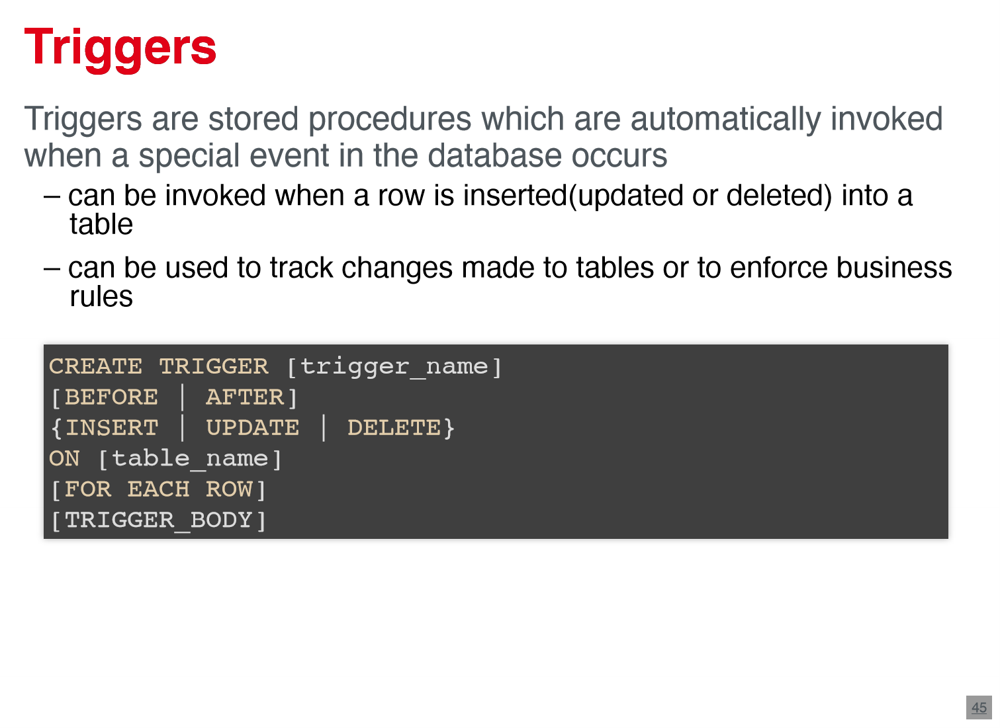 Triggers
Triggers are stored procedures which are automatically invoked
when a special event in the database occurs
– can be invoked when a row is inserted(updated or deleted) into a
table
– can be used to track changes made to tables or to enforce business
rules
CREATE TRIGGER [trigger_name]
[BEFORE | AFTER]
{INSERT | UPDATE | DELETE}
ON [table_name]
[FOR EACH ROW]
[TRIGGER_BODY]
45